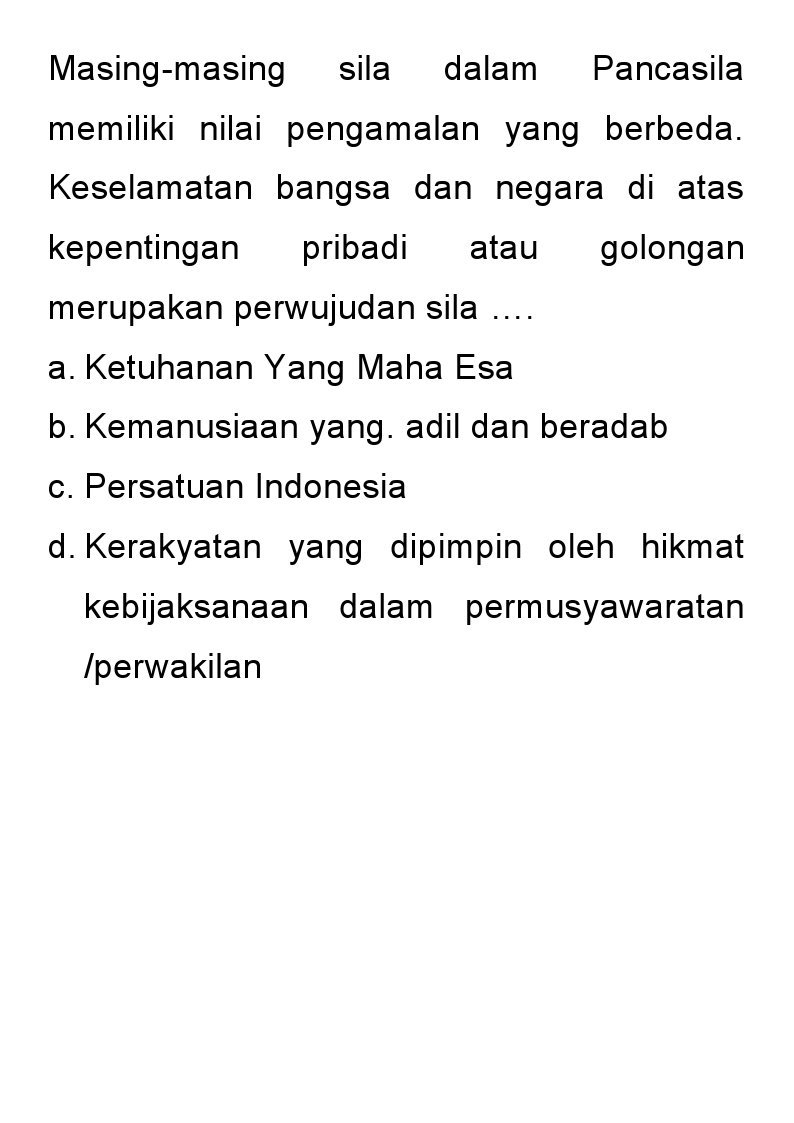 Masing-masing sila dalam Pancasila
memiliki nilai pengamalan yang berbeda.
Keselamatan bangsa dan negara di atas
kepentingan pribadi atau golongan
merupakan perwujudan sila ….
a. Ketuhanan Yang Maha Esa
b. Kemanusiaan yang. adil dan beradab
c. Persatuan Indonesia
d. Kerakyatan yang dipimpin oleh hikmat
kebijaksanaan dalam permusyawaratan
/perwakilan